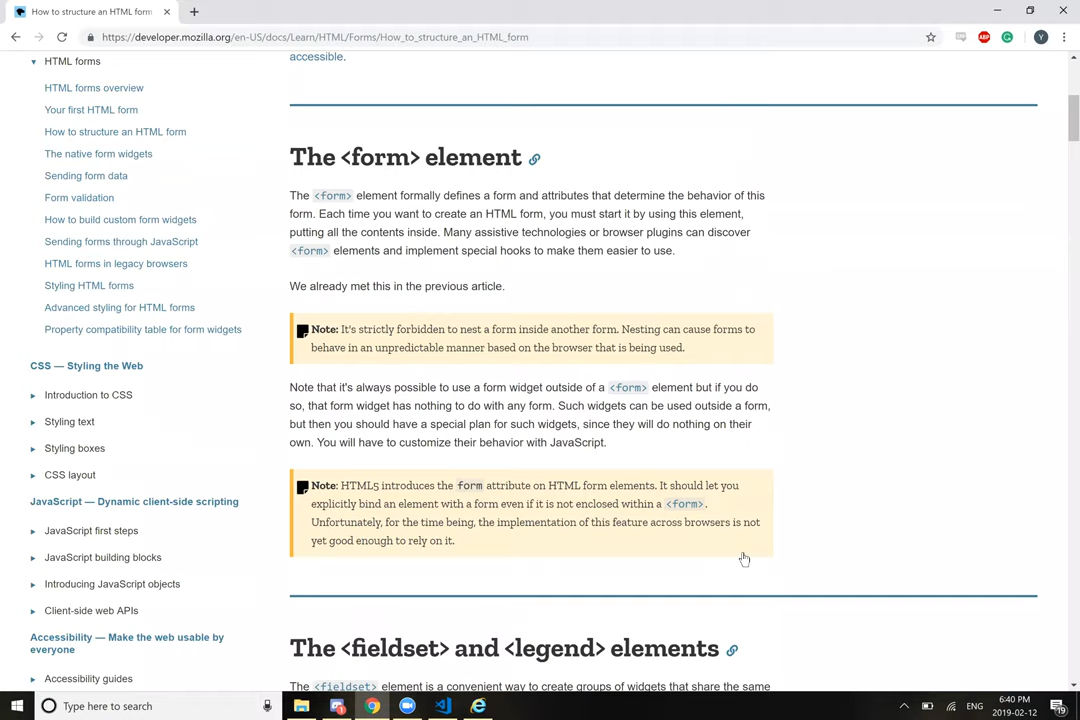 How to structure an HTML form
https://developer.mozilla.org/en-US/docs/Learn/HTML/Forms/How_to_structure_an_HTML_form
ABP
G
Y
HTML forms
HTML forms overview
Your first HTML form
How to structure an HTML form
The native form widgets
Sending form data
Form validation
How to build custom form widgets
Sending forms through JavaScript
HTML forms in legacy browsers
Styling HTML forms
Advanced styling for HTML forms
Property compatibility table for form widgets
CSS — Styling the Web
Introduction to CSS
Styling text
Styling boxes
CSS layout
JavaScript — Dynamic client-side scripting
JavaScript first steps
JavaScript building blocks
Introducing JavaScript objects
Client-side web APIs
Accessibility — Make the web usable by
everyone
Accessibility guides
accessible.
The <form> element
The <form> element formally defines a form and attributes that determine the behavior of this
form. Each time you want to create an HTML form, you must start it by using this element,
putting all the contents inside. Many assistive technologies or browser plugins can discover
<form> elements and implement special hooks to make them easier to use.
We already met this in the previous article.
Note: It's strictly forbidden to nest a form inside another form. Nesting can cause forms to
behave in an unpredictable manner based on the browser that is being used.
Note that it's always possible to use a form widget outside of a <form> element but if you do
so, that form widget has nothing to do with any form. Such widgets can be used outside a form,
but then you should have a special plan for such widgets, since they will do nothing on their
own. You will have to customize their behavior with JavaScript.
Note: HTML5 introduces the form attribute on HTML form elements. It should let you
explicitly bind an element with a form even if it is not enclosed within a <form>.
Unfortunately, for the time being, the implementation of this feature across browsers is not
yet good enough to rely on it.
The <fieldset> and <legend> elements
The <fieldset> element is a convenient way to create groups of widgets that share the same
Type here to search
ENG
6:40 PM
2019-02-12
19